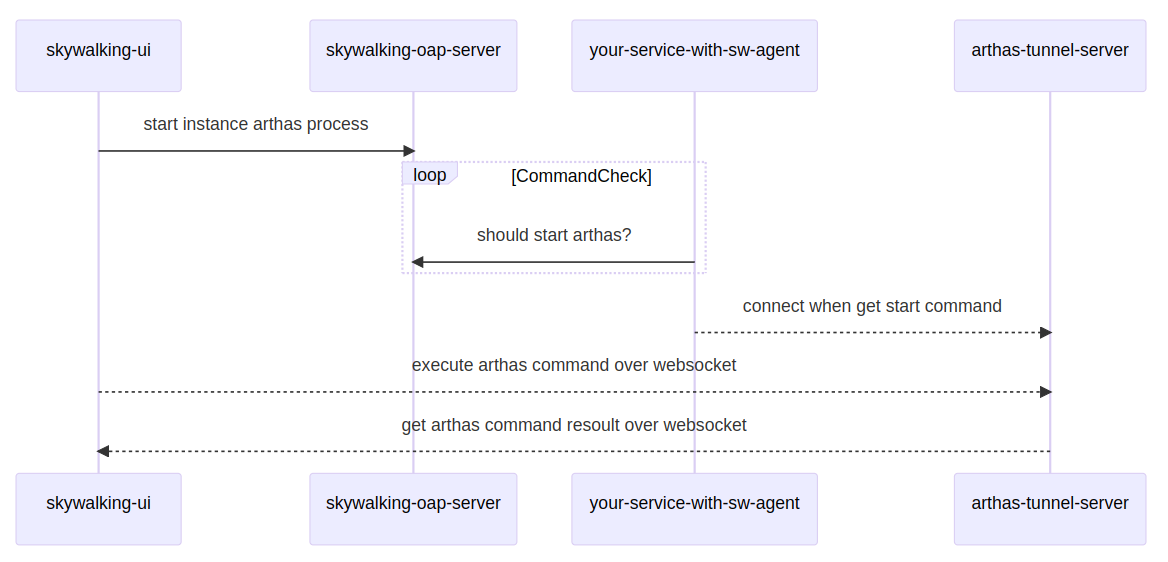 skywalking-ui
skywalking-oap-server
your-service-with-sw-agent
arthas-tunnel-server
start instance arthas process
loop
[CommandCheck]
should start arthas?
connect when get start command
execute arthas command over websocket
get arthas command resoult over websocket
skywalking-ui
skywalking-oap-server
your-service-with-sw-agent
arthas-tunnel-server